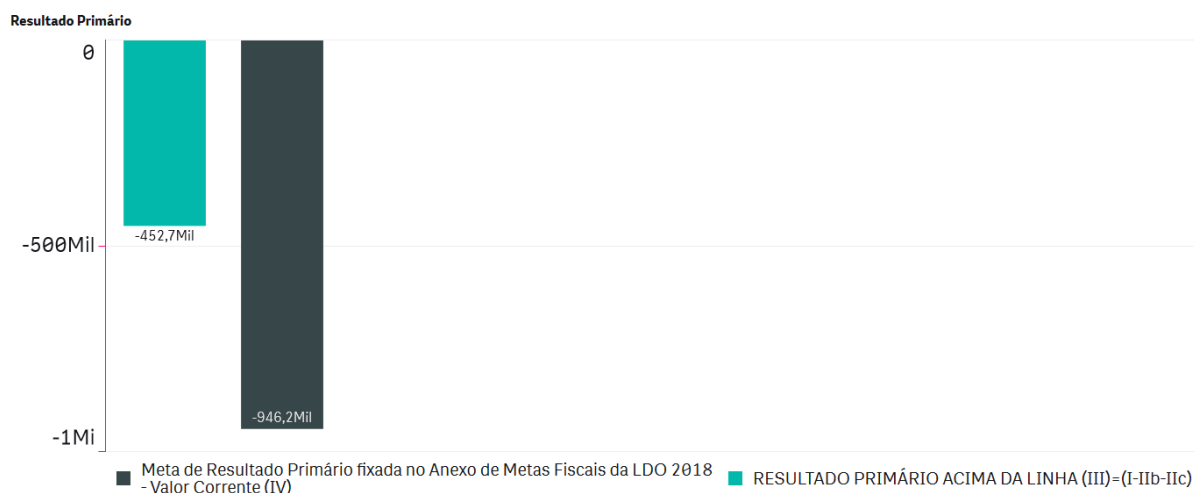 Resultado Primário
0
-452,7Mil
-500Mil
-946,2Mil
-1Mi
Meta de Resultado Primário fixada no Anexo de Metas Fiscais da LDO 2018
- Valor Corrente (IV)
RESULTADO PRIMÁRIO ACIMA DA LINHA (III)=(I-IIb-IIc)